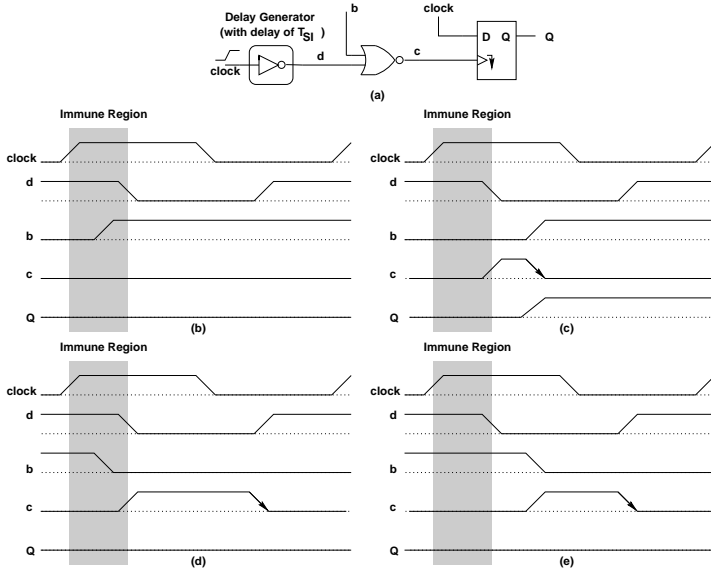 Delay Generator
(with delay of T_SI )
clock
d
b
c
clock
D Q
Q
(a)
Immune Region
clock
d
b
c
Q
(b)
Immune Region
clock
d
b
c
Q
(c)
Immune Region
clock
d
b
c
Q
(d)
Immune Region
clock
d
b
c
Q
(e)